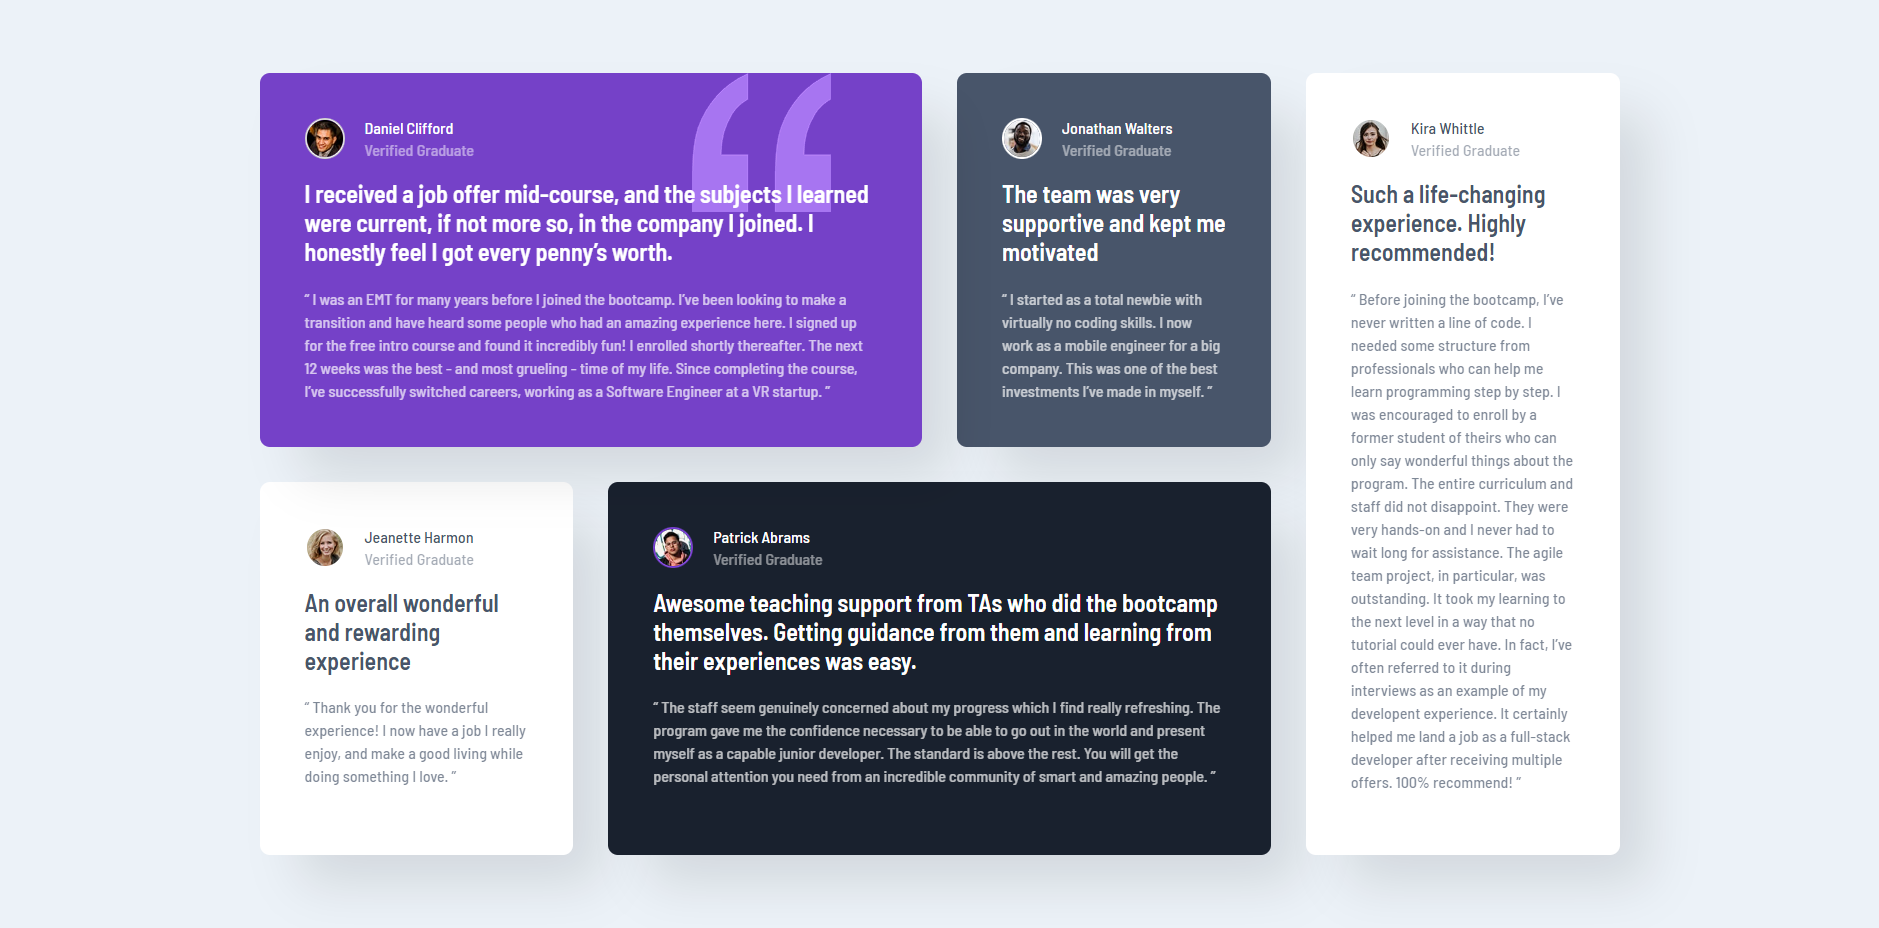 Daniel Clifford
Verified Graduate
I received a job offer mid-course, and the subjects I learned
were current, if not more so, in the company I joined. I
honestly feel I got every penny’s worth.
“ I was an EMT for many years before I joined the bootcamp. I’ve been looking to make a
transition and have heard some people who had an amazing experience here. I signed up
for the free intro course and found it incredibly fun! I enrolled shortly thereafter. The next
12 weeks was the best - and most grueling - time of my life. Since completing the course,
I’ve successfully switched careers, working as a Software Engineer at a VR startup. ”
Jonathan Walters
Verified Graduate
The team was very
supportive and kept me
motivated
“ I started as a total newbie with
virtually no coding skills. I now
work as a mobile engineer for a big
company. This was one of the best
investments I’ve made in myself. ”
Kira Whittle
Verified Graduate
Such a life-changing
experience. Highly
recommended!
“ Before joining the bootcamp, I’ve
never written a line of code. I
needed some structure from
professionals who can help me
learn programming step by step. I
was encouraged to enroll by a
former student of theirs who can
only say wonderful things about the
program. The entire curriculum and
staff did not disappoint. They were
very hands-on and I never had to
wait long for assistance. The agile
team project, in particular, was
outstanding. It took my learning to
the next level in a way that no
tutorial could ever have. In fact, I’ve
often referred to it during
interviews as an example of my
developent experience. It certainly
helped me land a job as a full-stack
developer after receiving multiple
offers. 100% recommend! ”
Jeanette Harmon
Verified Graduate
An overall wonderful
and rewarding
experience
“ Thank you for the wonderful
experience! I now have a job I really
enjoy, and make a good living while
doing something I love. ”
Patrick Abrams
Verified Graduate
Awesome teaching support from TAs who did the bootcamp
themselves. Getting guidance from them and learning from
their experiences was easy.
“ The staff seem genuinely concerned about my progress which I find really refreshing. The
program gave me the confidence necessary to be able to go out in the world and present
myself as a capable junior developer. The standard is above the rest. You will get the
personal attention you need from an incredible community of smart and amazing people. ”